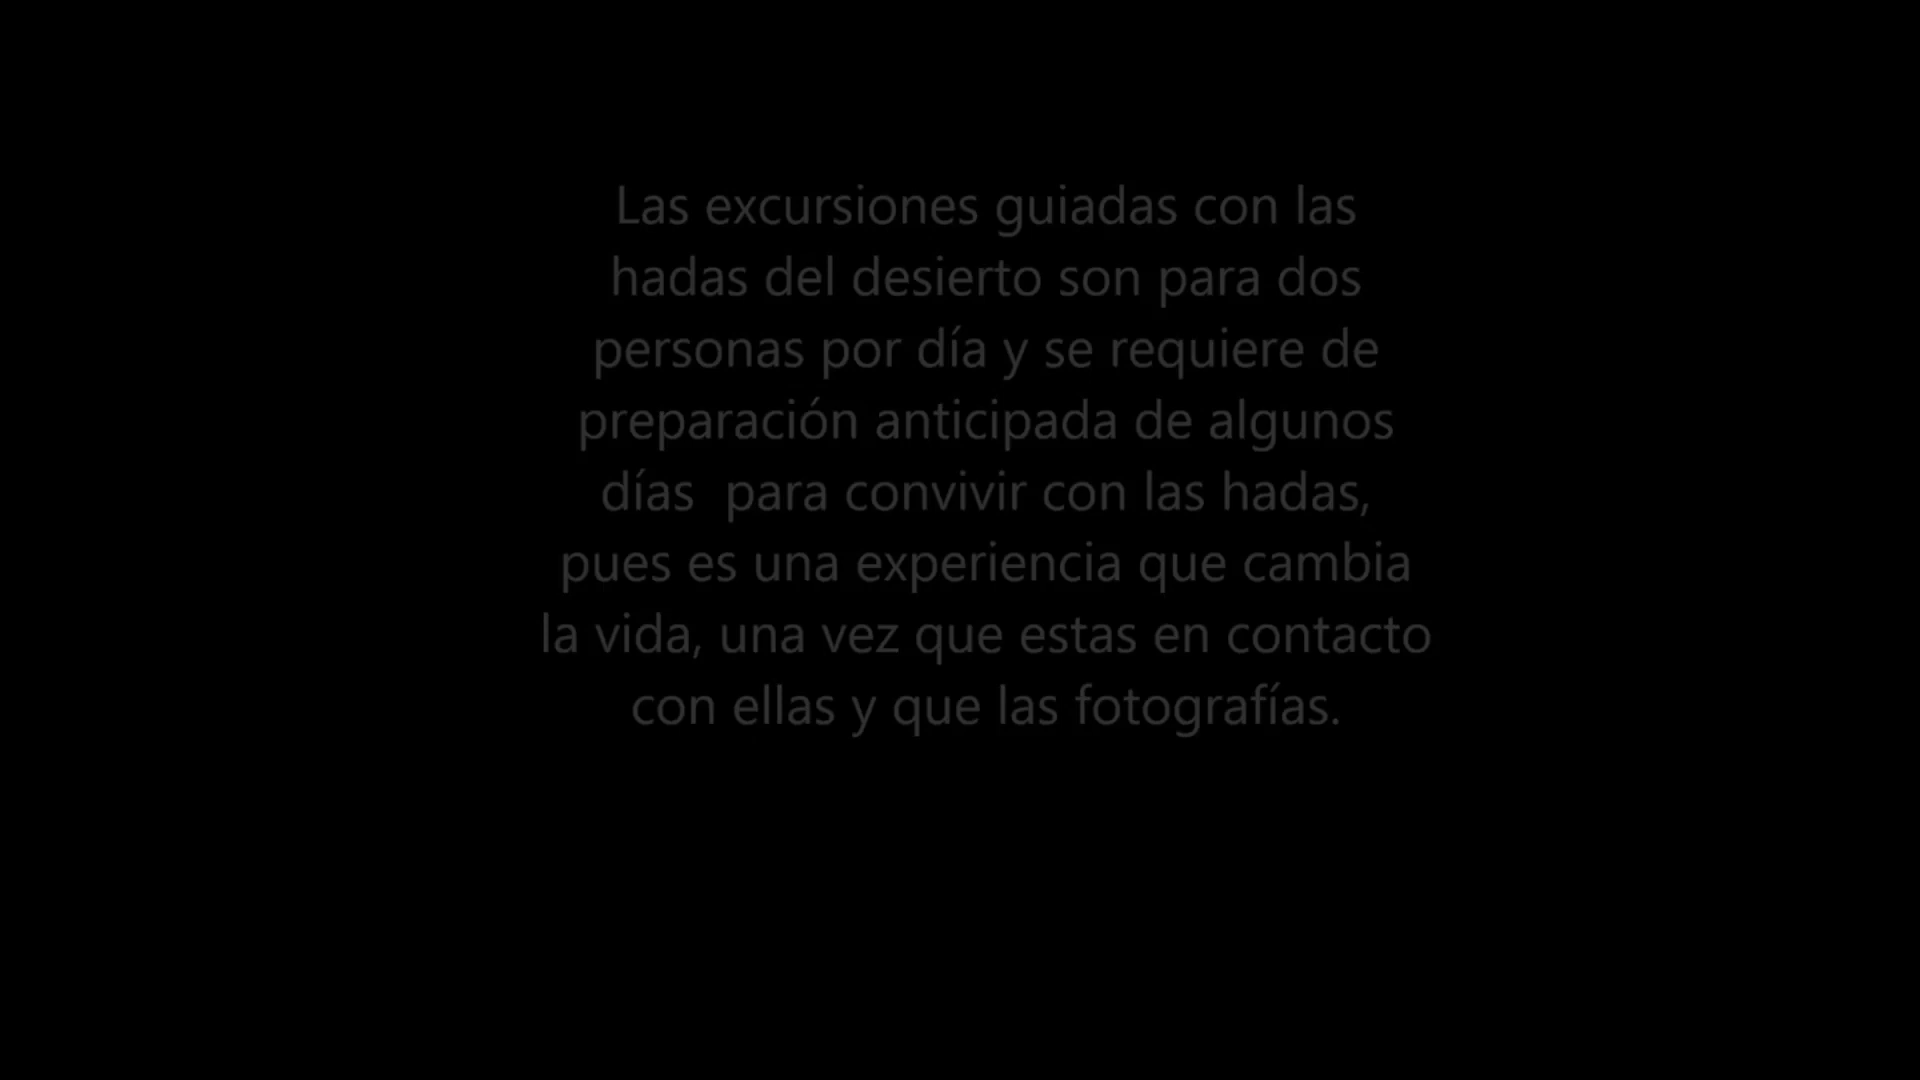 Las excursiones guiadas con las
hadas del desierto son para dos
personas por día y se requiere de
preparación anticipada de algunos
días  para convivir con las hadas,
pues es una experiencia que cambia
la vida, una vez que estas en contacto
con ellas y que las fotografías.